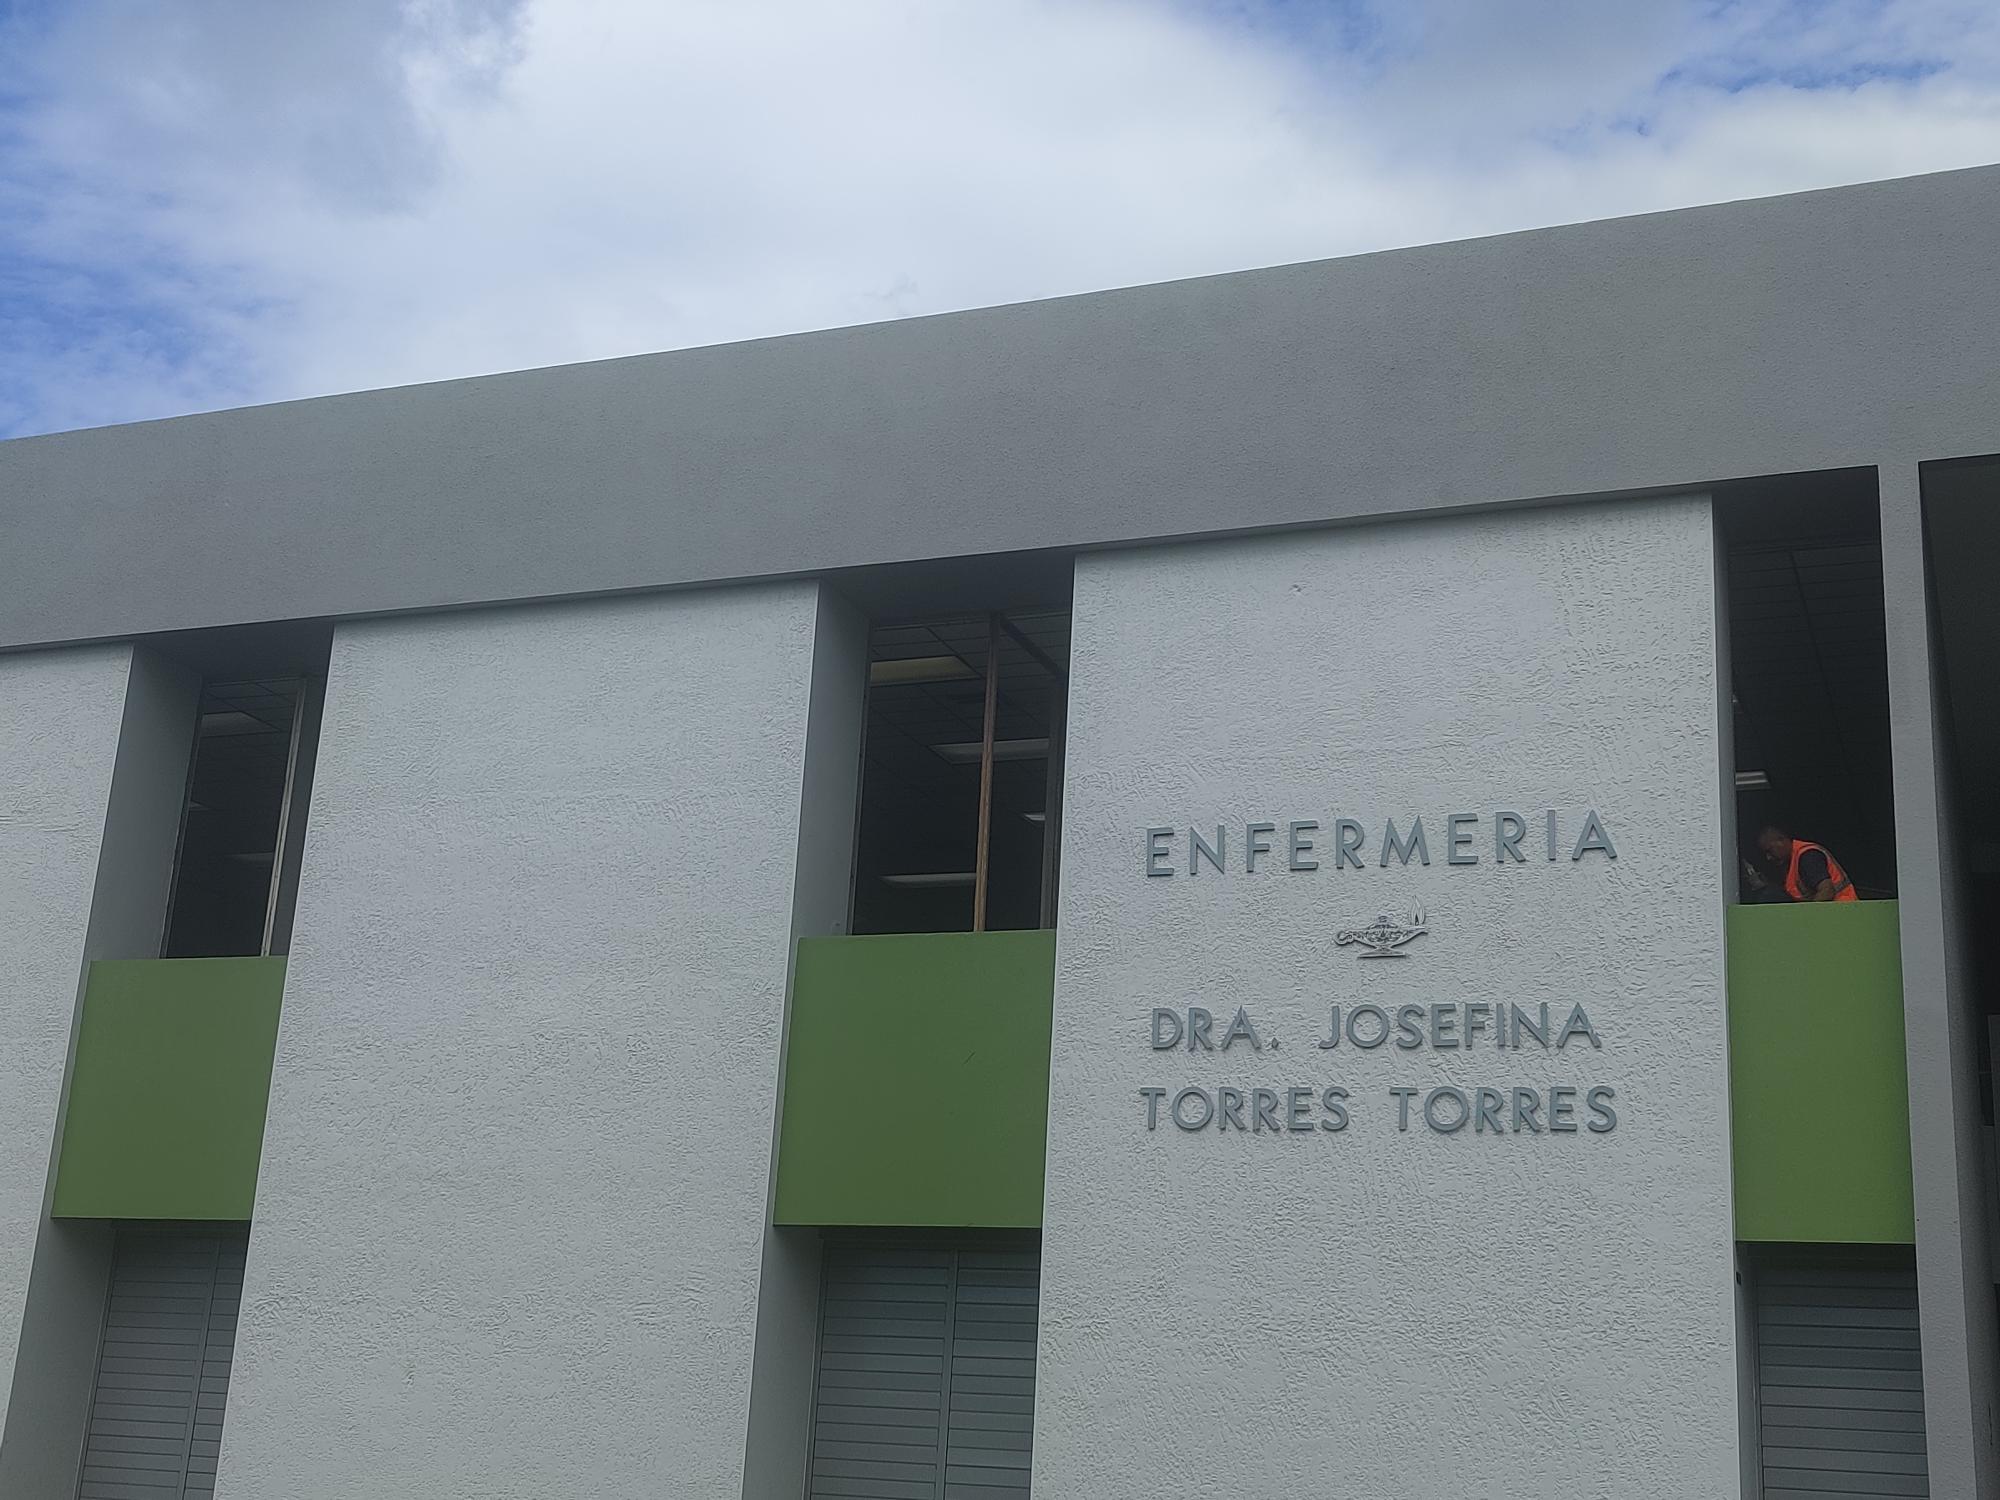 ENFERMERIA
DRA. JOSEFINA
TORRES TORRES